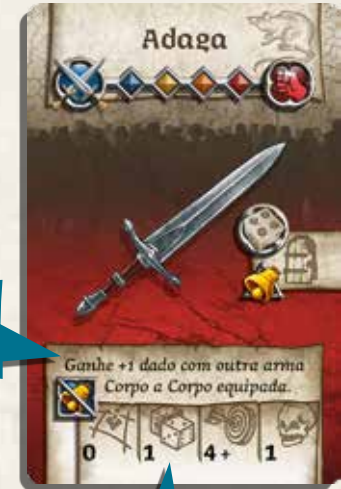 Adaga
Ganhe +1 dado com outra arma
Corpo a Corpo equipada.
0 1 4+ 1